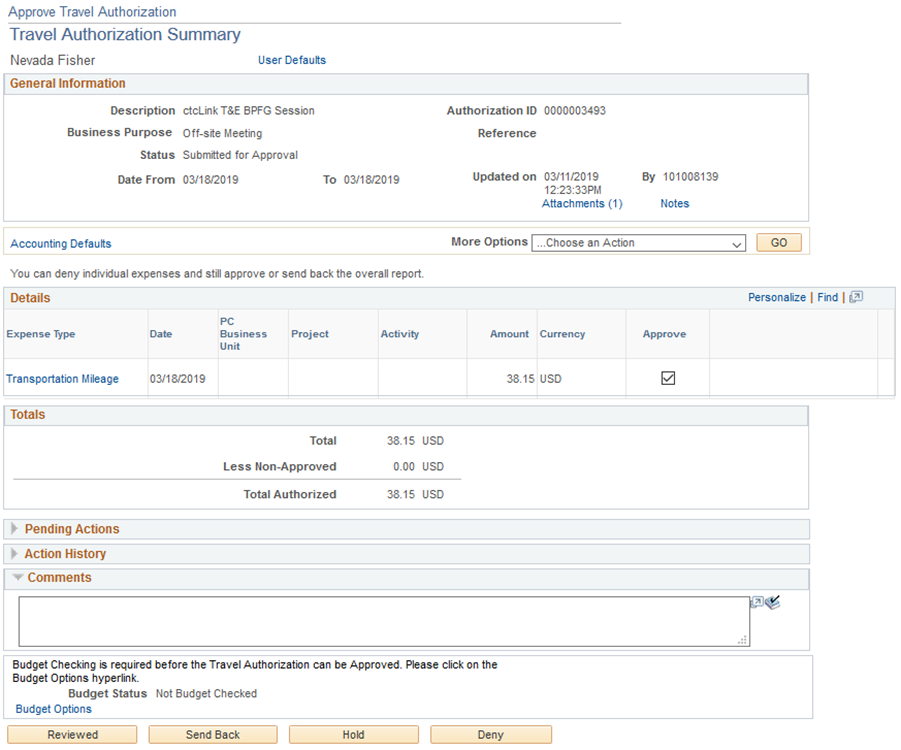 Approve Travel Authorization
Travel Authorization Summary
Nevada Fisher User Defaults
General Information
Description ctcLink T&E BPFG Session Authorization ID 0000003493
Business Purpose Off-site Meeting Reference
Status Submitted for Approval
Date From 03/18/2019 To 03/18/2019 Updated on 03/11/2019 By 101008139
12:23:33PM
Attachments (1) Notes
Accounting Defaults More Options ...Choose an Action GO
You can deny individual expenses and still approve or send back the overall report.
Details Personalize | Find |
Expense Type Date PC Business Unit Project Activity Amount Currency Approve
Transportation Mileage 03/18/2019 38.15 USD
Totals
Total 38.15 USD
Less Non-Approved 0.00 USD
Total Authorized 38.15 USD
Pending Actions
Action History
Comments
Budget Checking is required before the Travel Authorization can be Approved. Please click on the
Budget Options hyperlink.
Budget Status Not Budget Checked
Budget Options
Reviewed Send Back Hold Deny